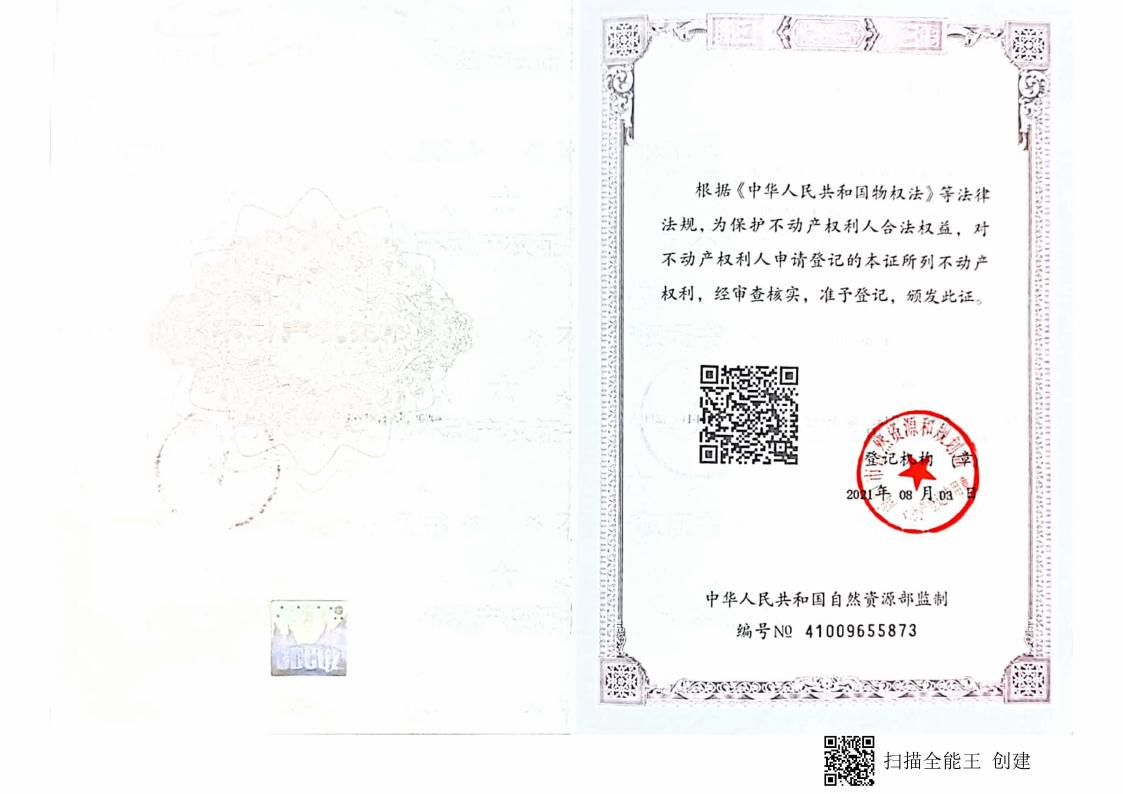 根据《中华人民共和国物权法》等法律
法规，为保护不动产权利人合法权益，对
不动产权利人申请登记的本证所列不动产
权利，经审查核实，准予登记，颁发此证。
登记机构 章
2021年 08 月 03 日
中华人民共和国自然资源部监制
编号№ 41009655873
扫描全能王 创建